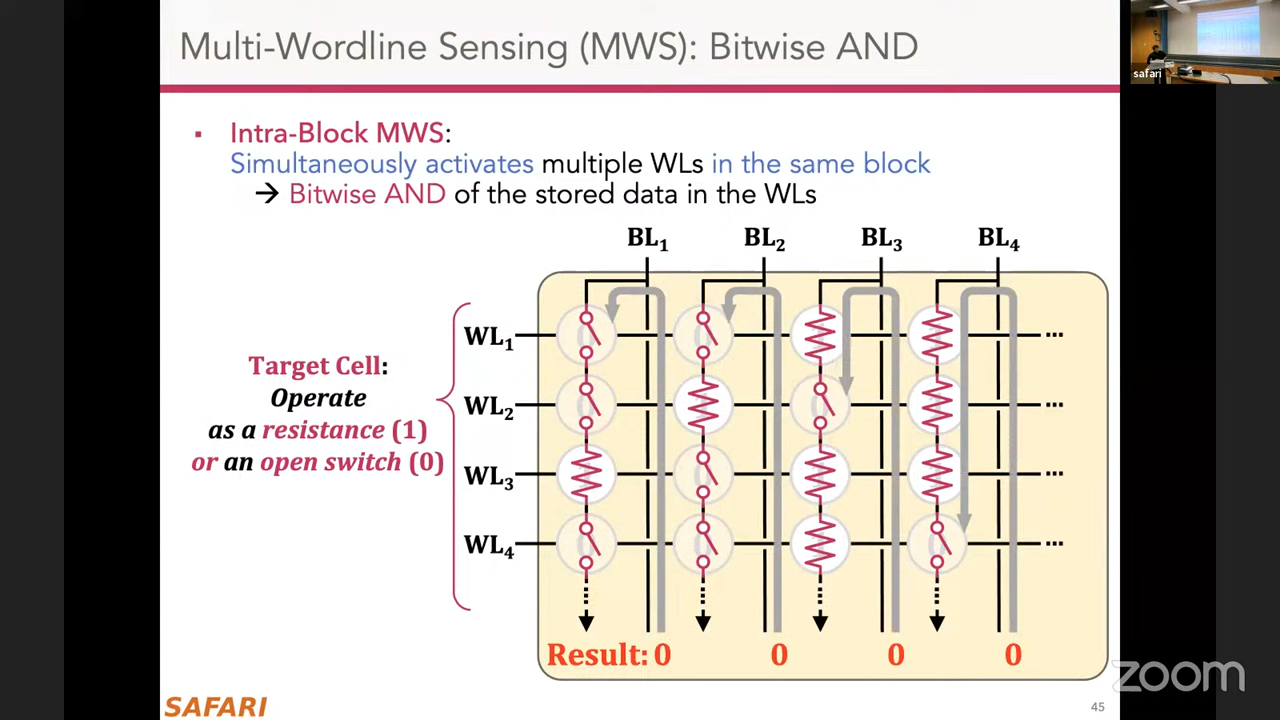 Multi-Wordline Sensing (MWS): Bitwise AND
safari
▪ Intra-Block MWS:
Simultaneously activates multiple WLs in the same block
→ Bitwise AND of the stored data in the WLs
BL₁ BL₂ BL₃ BL₄
WL₁ ...
Target Cell:
Operate
as a resistance (1)
or an open switch (0)
WL₂ ...
WL₃ ...
WL₄ ...
Result: 0 0 0 0
zoom
SAFARI
45